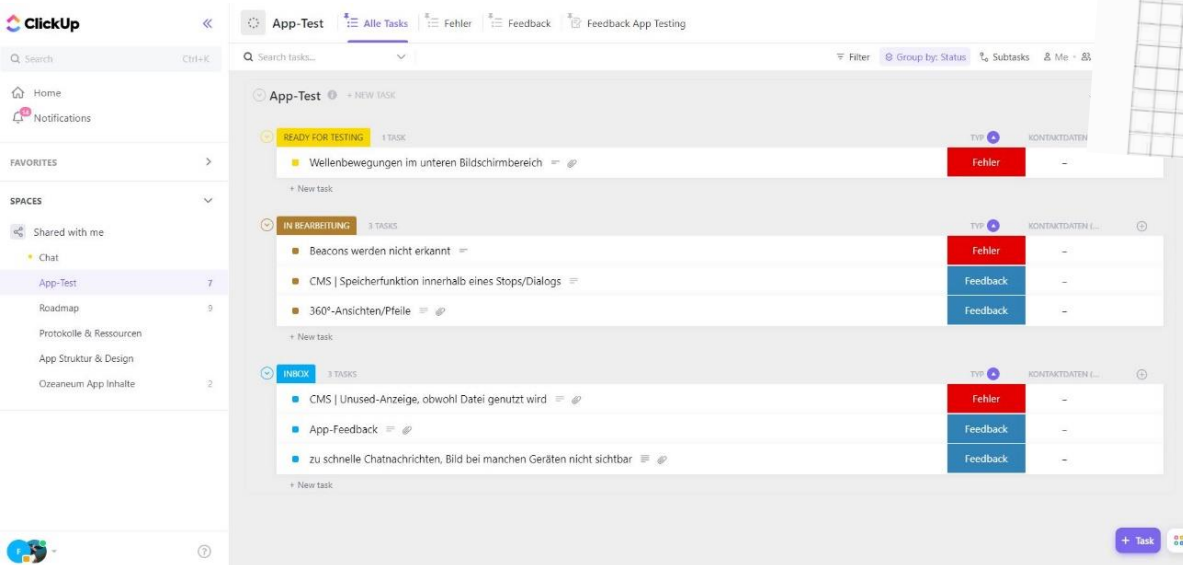 ClickUp
App-Test
Alle Tasks
Fehler
Feedback
Feedback App Testing
Search
Ctrl+K
Search tasks...
Filter
Group by: Status
Subtasks
Me
Home
Notifications
FAVORITES
SPACES
Shared with me
Chat
App-Test 7
Roadmap 9
Protokolle & Ressourcen
App Struktur & Design
Ozeaneum App Inhalte 2
App-Test + NEW TASK
READY FOR TESTING 1 TASK TYP KONTAKTDATEN
Wellenbewegungen im unteren Bildschirmbereich Fehler –
+ New task
IN BEARBEITUNG 3 TASKS TYP KONTAKTDATEN (...
Beacons werden nicht erkannt Fehler –
CMS | Speicherfunktion innerhalb eines Stops/Dialogs Feedback –
360°-Ansichten/Pfeile Feedback –
+ New task
INBOX 3 TASKS TYP KONTAKTDATEN (...
CMS | Unused-Anzeige, obwohl Datei genutzt wird Fehler –
App-Feedback Feedback –
zu schnelle Chatnachrichten, Bild bei manchen Geräten nicht sichtbar Feedback –
+ New task
+ Task
F